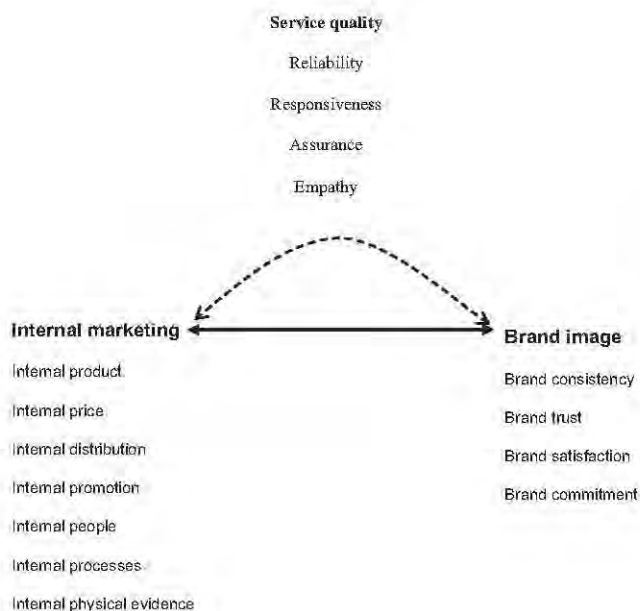 Service quality
Reliability
Responsiveness
Assurance
Empathy
Internal marketing
Internal product
Internal price
Internal distribution
Internal promotion
Internal people
Internal processes
Internal physical evidence
Brand image
Brand consistency
Brand trust
Brand satisfaction
Brand commitment